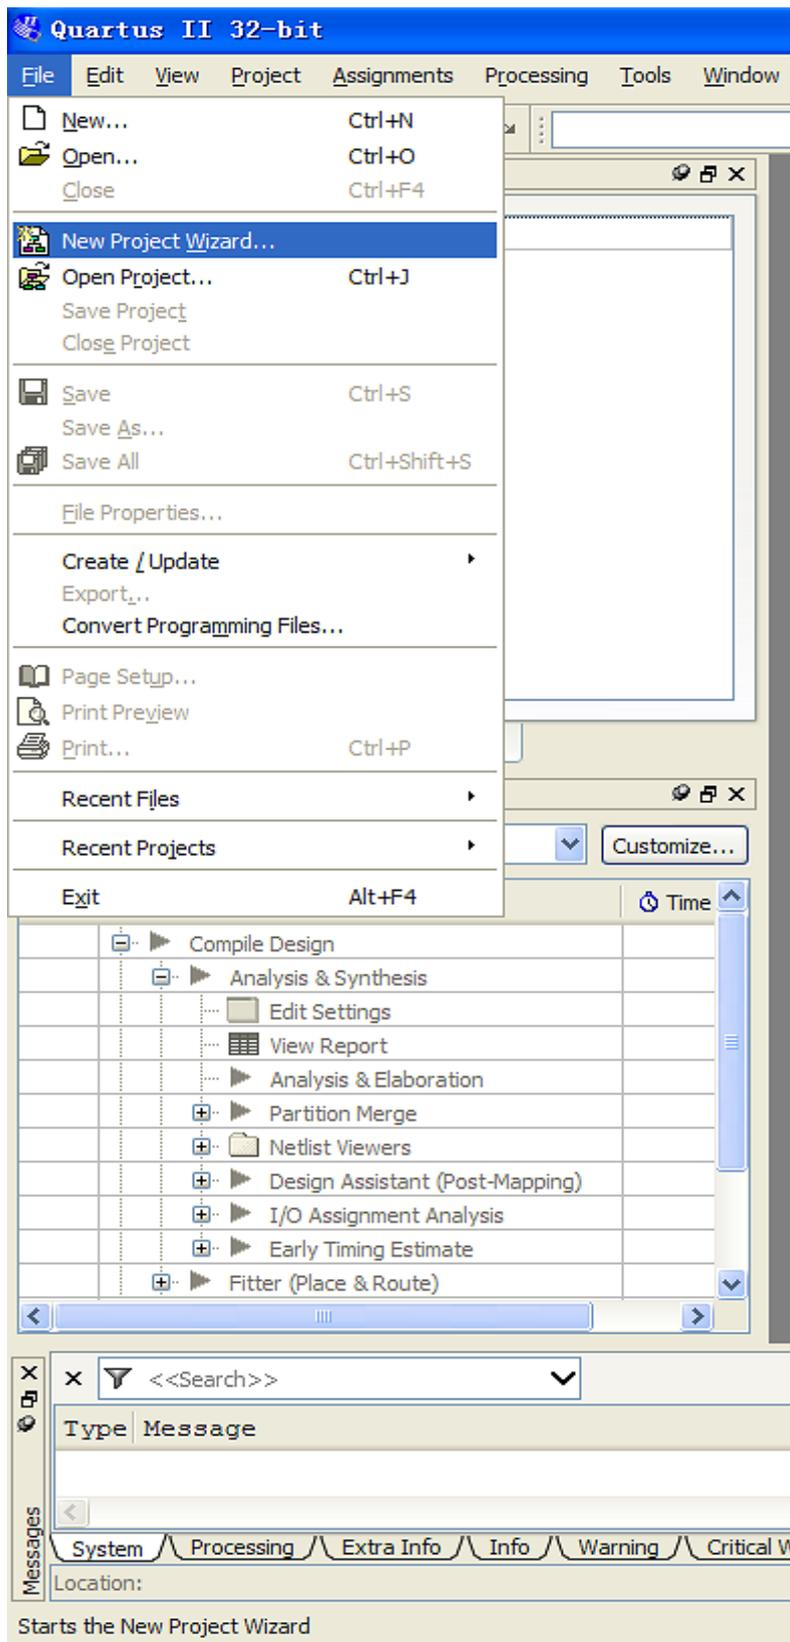 Quartus II 32-bit
File Edit View Project Assignments Processing Tools Window
New... Ctrl+N
Open... Ctrl+O
Close Ctrl+F4
New Project Wizard...
Open Project... Ctrl+J
Save Project
Close Project
Save Ctrl+S
Save As...
Save All Ctrl+Shift+S
File Properties...
Create / Update
Export...
Convert Programming Files...
Page Setup...
Print Preview
Print... Ctrl+P
Recent Files
Recent Projects
Customize...
Exit Alt+F4
Time
Compile Design
Analysis & Synthesis
Edit Settings
View Report
Analysis & Elaboration
Partition Merge
Netlist Viewers
Design Assistant (Post-Mapping)
I/O Assignment Analysis
Early Timing Estimate
Fitter (Place & Route)
<<Search>>
Type Message
Messages
System Processing Extra Info Info Warning Critical W
Location:
Starts the New Project Wizard